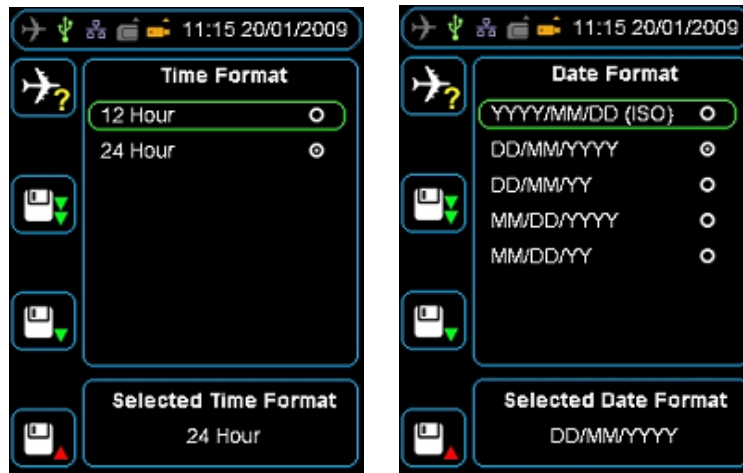 11:15 20/01/2009
?
Time Format
12 Hour
24 Hour
Selected Time Format
24 Hour
11:15 20/01/2009
?
Date Format
YYYY/MM/DD (ISO)
DD/MM/YYYY
DD/MM/YY
MM/DD/YYYY
MM/DD/YY
Selected Date Format
DD/MM/YYYY